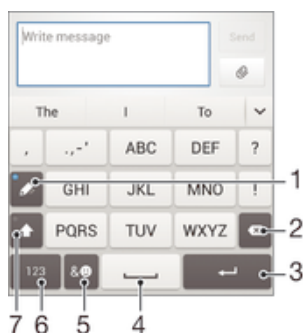 Write message
Send
The I To
, .,-' ABC DEF ?
GHI JKL MNO !
PQRS TUV WXYZ
123 &
1
2
3
7 6 5 4